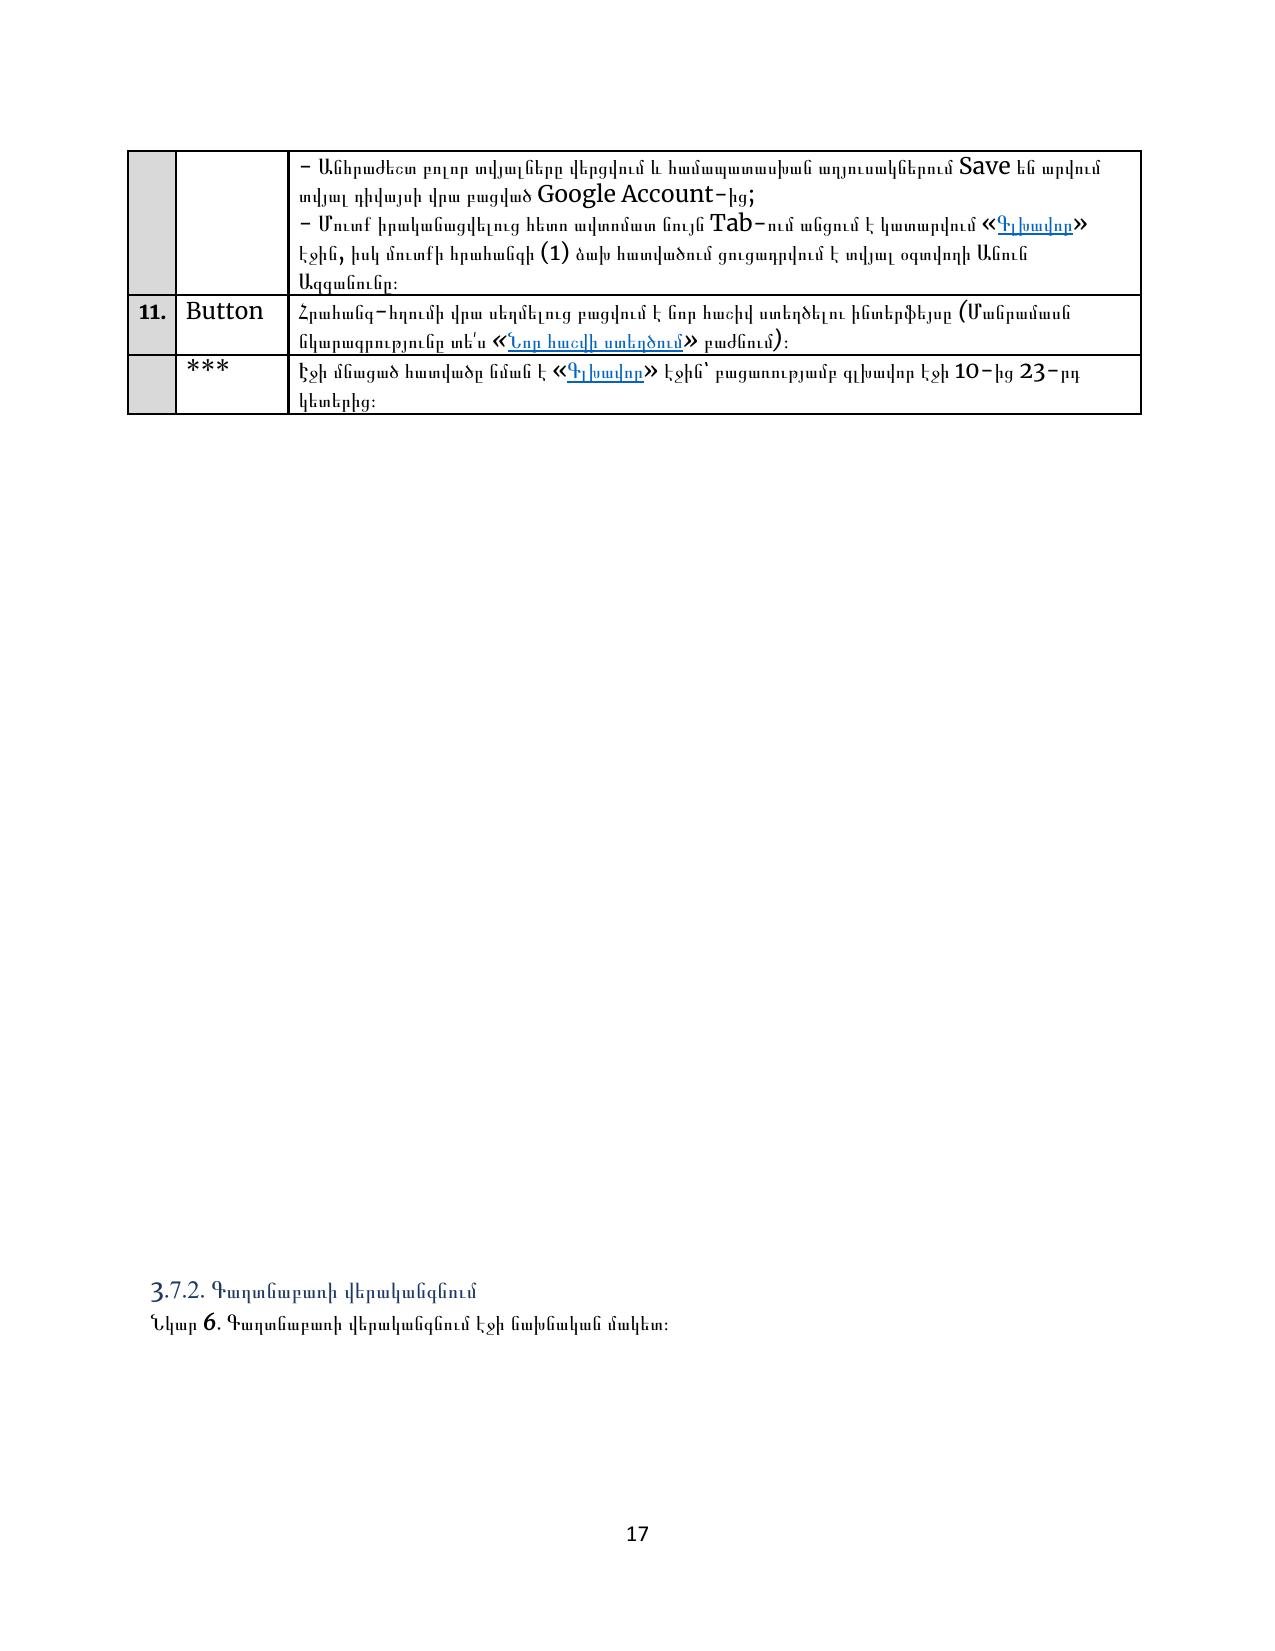 - Անհրաժեշտ բոլոր տվյալները վերցվում և համապատասխան աղյուսակներում Save են արվում
տվյալ դիվայսի վրա բացված Google Account-ից;
- Մուտք իրականացվելուց հետո ավտոմատ նույն Tab-ում անցում է կատարվում «Գլխավոր»
էջին, իսկ մուտքի հրահանգի (1) ձախ հատվածում ցուցադրվում է տվյալ օգտվողի Անուն
Ազգանունը։
11. Button Հրահանգ-հղումի վրա սեղմելուց բացվում է նոր հաշիվ ստեղծելու ինտերֆեյսը (Մանրամասն
նկարագրությունը տե՛ս «Նոր հաշվի ստեղծում» բաժնում)։
*** Էջի մնացած հատվածը նման է «Գլխավոր» էջին՝ բացառությամբ գլխավոր էջի 10-ից 23-րդ
կետերից։
3.7.2. Գաղտնաբառի վերականգնում
Նկար 6. Գաղտնաբառի վերականգնում էջի նախնական մակետ։
17